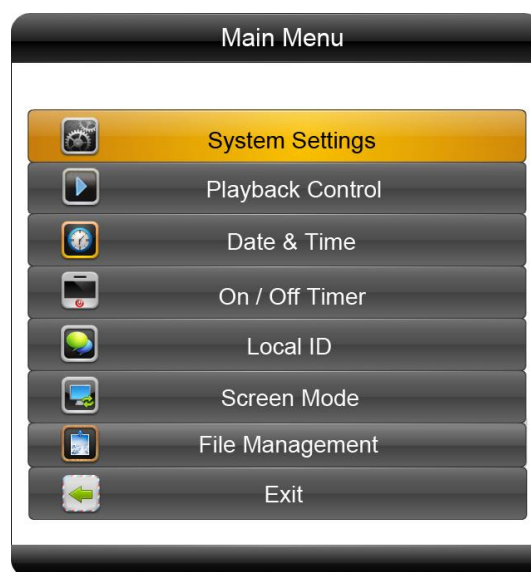 Main Menu
System Settings
Playback Control
Date & Time
On / Off Timer
Local ID
Screen Mode
File Management
Exit